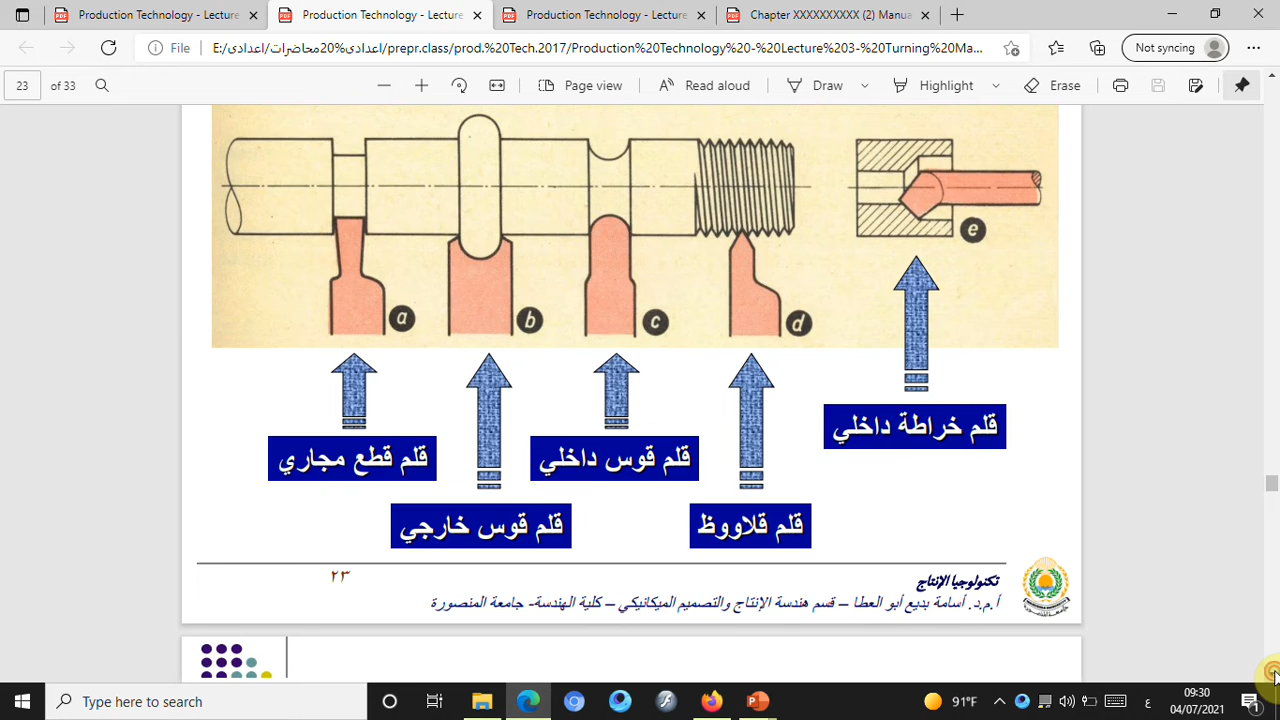 Production Technology - Lecture
Production Technology - Lecture
Production Technology - Lecture
Chapter XXXXXXXXXX (2) Manua
File
E:/اعدادى/محاضرات%20اعدادى/prepr.class/prod.%20Tech.2017/Production%20Technology%20-%20Lecture%203-%20Turning%20Ma...
Not syncing
23 of 33
Page view
Read aloud
Draw
Highlight
Erase
a
b
c
d
e
قلم خراطة داخلي
قلم قطع مجاري
قلم قوس داخلي
قلم قوس خارجي
قلم قلاووظ
٢٣
تكنولوجيا الإنتاج
أ.م.د. أسامة بديع أبو العطا – قسم هندسة الإنتاج والتصميم الميكانيكي – كلية الهندسة- جامعة المنصورة
Type here to search
91°F
ع
09:30
04/07/2021
1